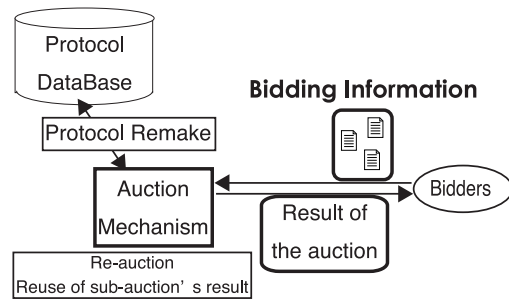 Protocol
DataBase
Bidding Information
Protocol Remake
Auction
Mechanism
Bidders
Result of
the auction
Re-auction
Reuse of sub-auction’ s result